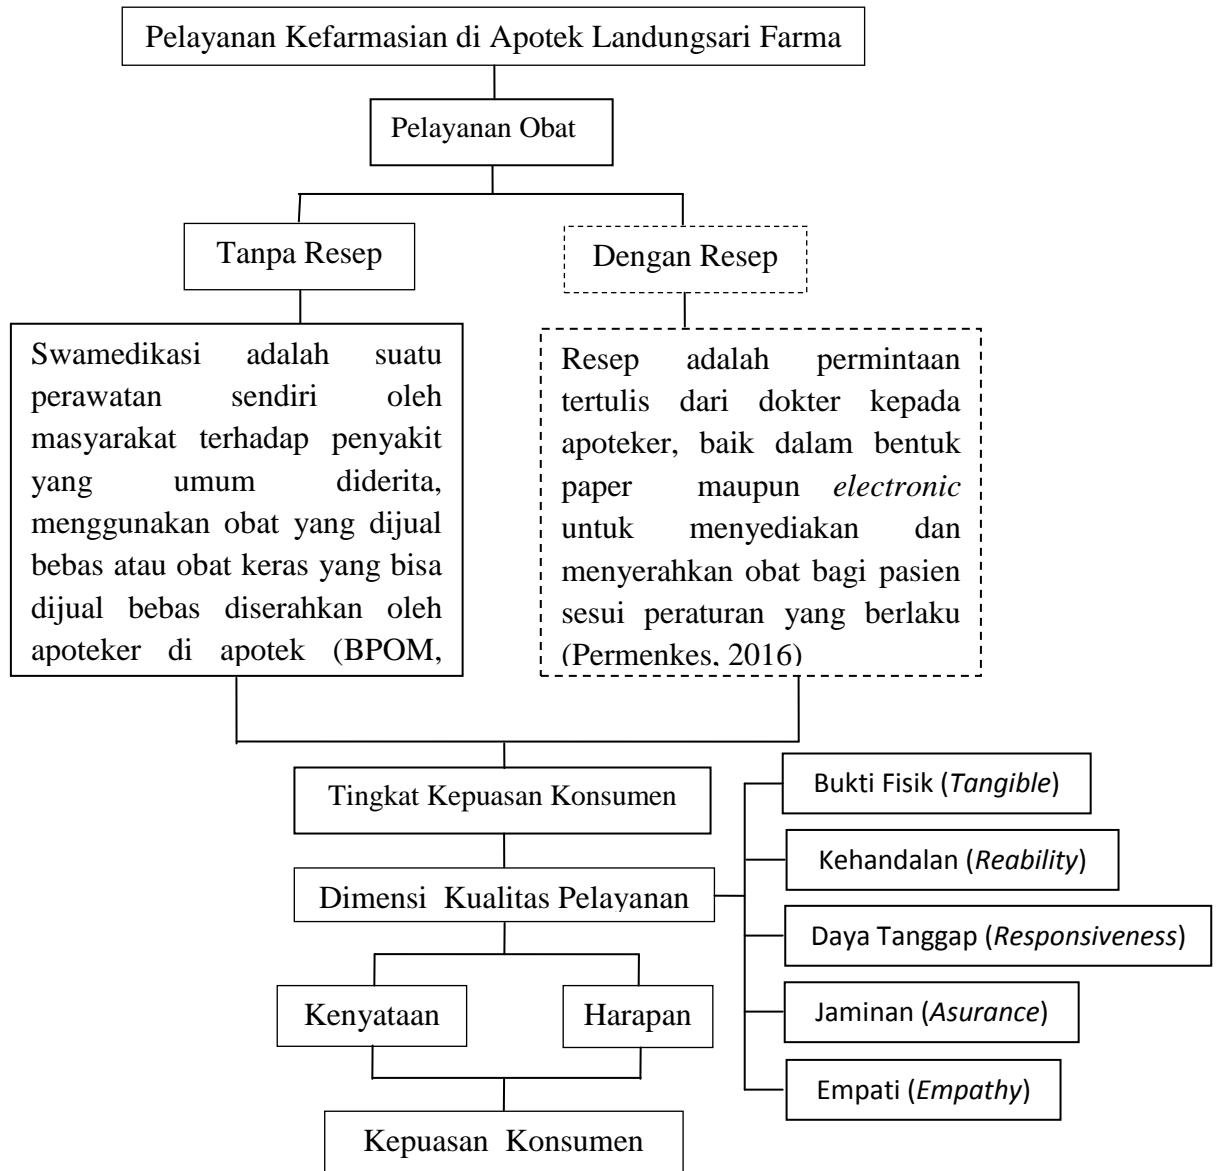 Pelayanan Kefarmasian di Apotek Landungsari Farma
Pelayanan Obat
Tanpa Resep
Dengan Resep
Swamedikasi adalah suatu
perawatan sendiri oleh
masyarakat terhadap penyakit
yang umum diderita,
menggunakan obat yang dijual
bebas atau obat keras yang bisa
dijual bebas diserahkan oleh
apoteker di apotek (BPOM,
Resep adalah permintaan
tertulis dari dokter kepada
apoteker, baik dalam bentuk
paper maupun electronic
untuk menyediakan dan
menyerahkan obat bagi pasien
sesui peraturan yang berlaku
(Permenkes, 2016)
Tingkat Kepuasan Konsumen
Dimensi Kualitas Pelayanan
Bukti Fisik (Tangible)
Kehandalan (Reability)
Daya Tanggap (Responsiveness)
Jaminan (Asurance)
Empati (Empathy)
Kenyataan
Harapan
Kepuasan Konsumen